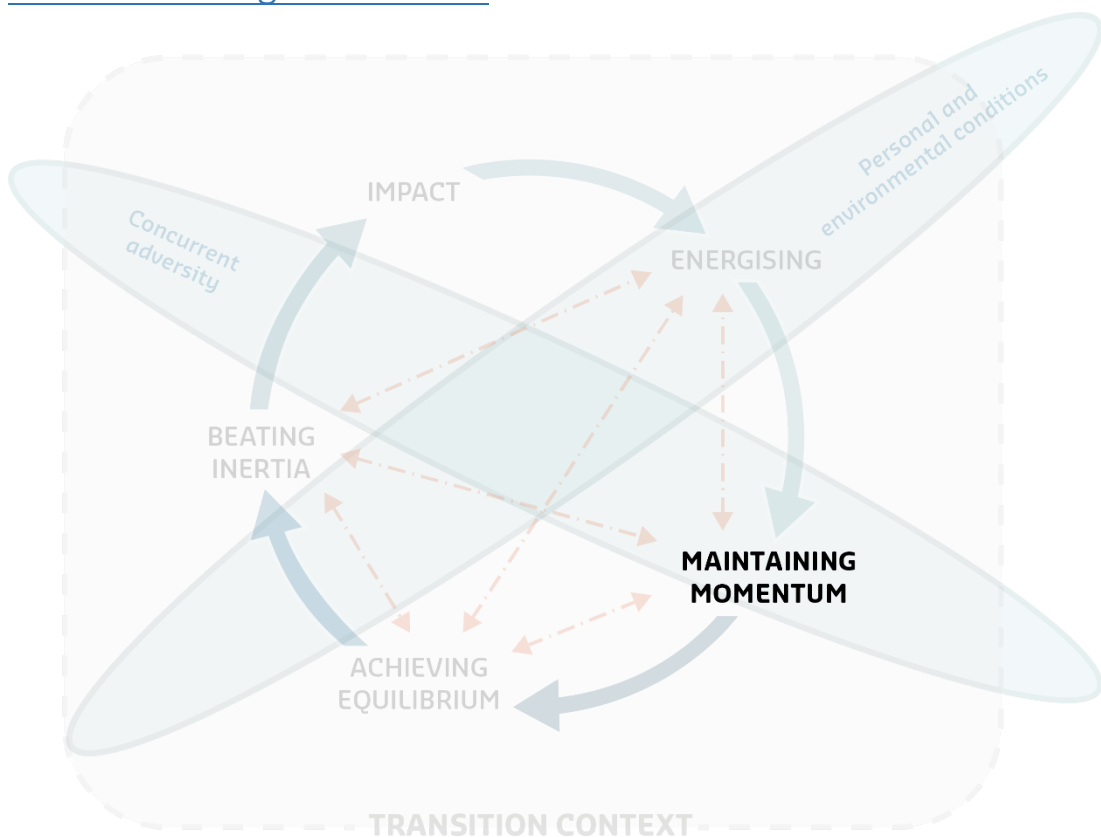 IMPACT
Personal and
environmental conditions
Concurrent
adversity
ENERGISING
BEATING
INERTIA
MAINTAINING
MOMENTUM
ACHIEVING
EQUILIBRIUM
TRANSITION CONTEXT